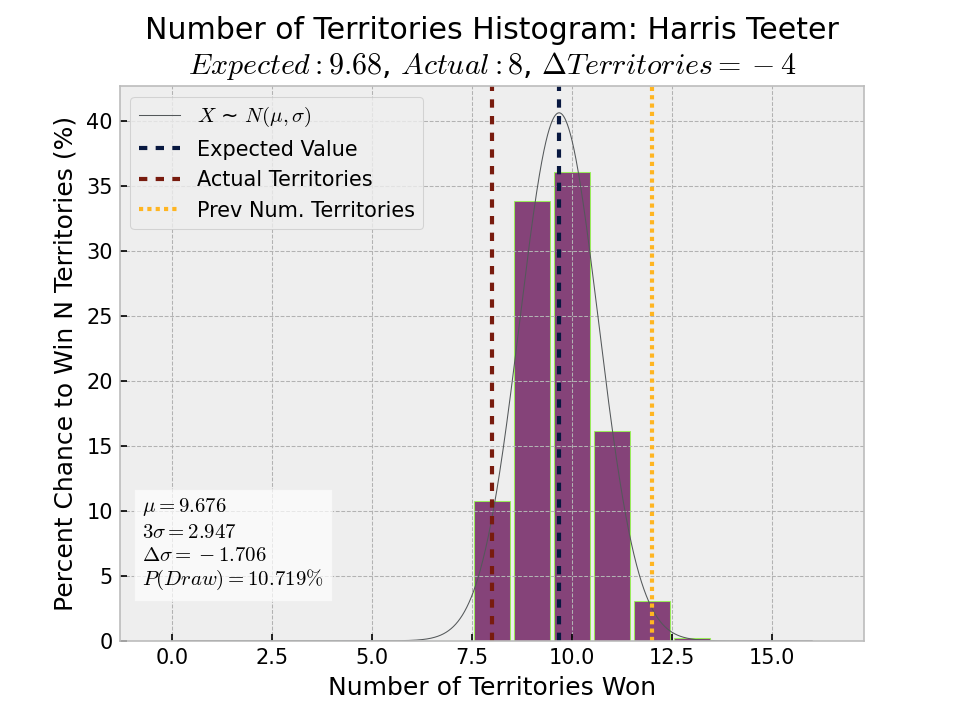 Number of Territories Histogram: Harris Teeter
Expected: 9.68, Actual: 8, ΔTerritories = −4
Percent Chance to Win N Territories (%)
40
35
30
25
20
15
10
5
0
X ~ N(μ, σ)
Expected Value
Actual Territories
Prev Num. Territories
μ = 9.676
3σ = 2.947
Δσ = −1.706
P(Draw) = 10.719%
0.0 2.5 5.0 7.5 10.0 12.5 15.0
Number of Territories Won